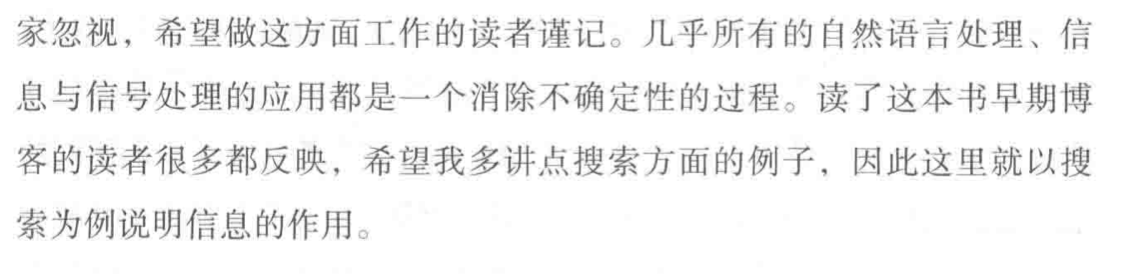 家忽视，希望做这方面工作的读者谨记。几乎所有的自然语言处理、信
息与信号处理的应用都是一个消除不确定性的过程。读了这本书早期博
客的读者很多都反映，希望我多讲点搜索方面的例子，因此这里就以搜
索为例说明信息的作用。